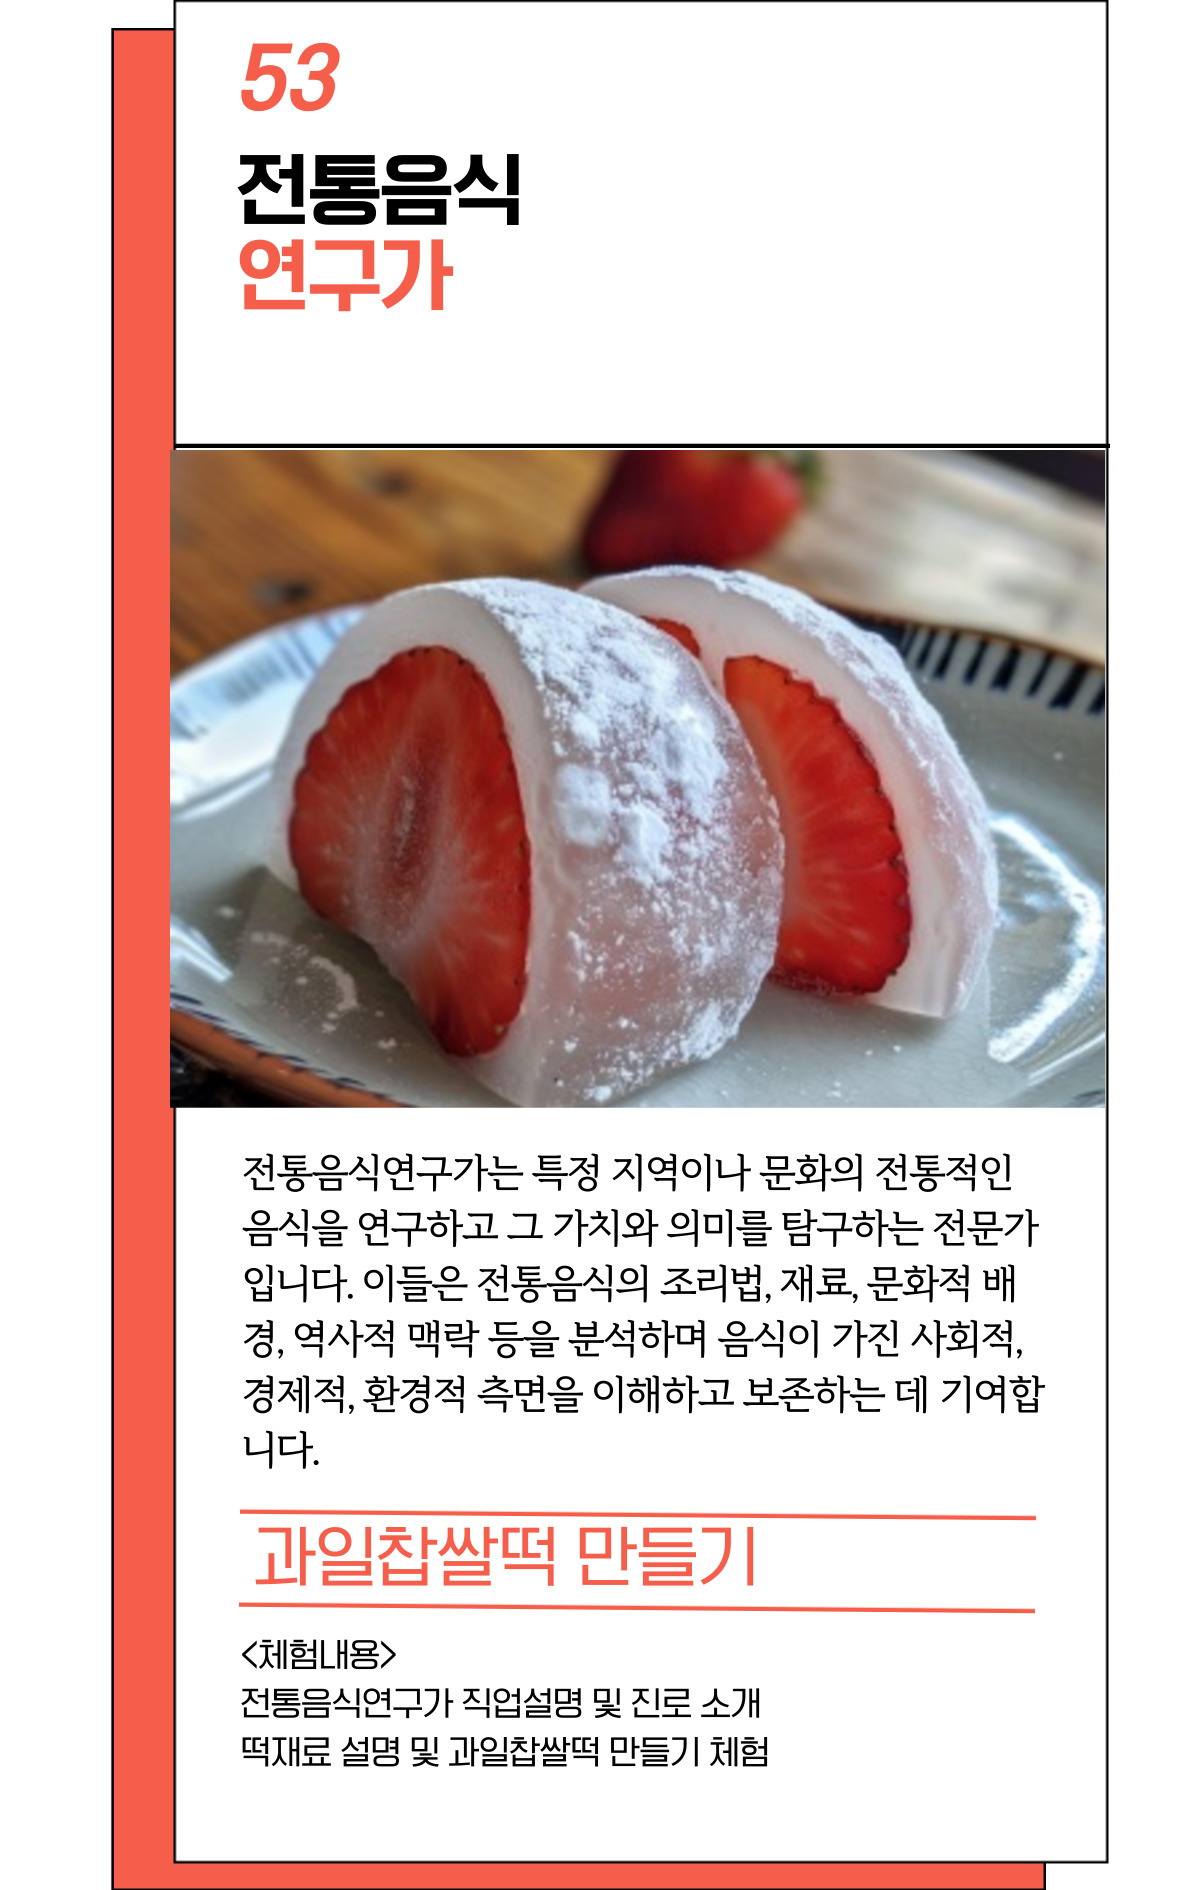 53
전통음식
연구가
전통음식연구가는 특정 지역이나 문화의 전통적인
음식을 연구하고 그 가치와 의미를 탐구하는 전문가
입니다. 이들은 전통음식의 조리법, 재료, 문화적 배
경, 역사적 맥락 등을 분석하며 음식이 가진 사회적,
경제적, 환경적 측면을 이해하고 보존하는 데 기여합
니다.
과일찹쌀떡 만들기
<체험내용>
전통음식연구가 직업설명 및 진로 소개
떡재료 설명 및 과일찹쌀떡 만들기 체험